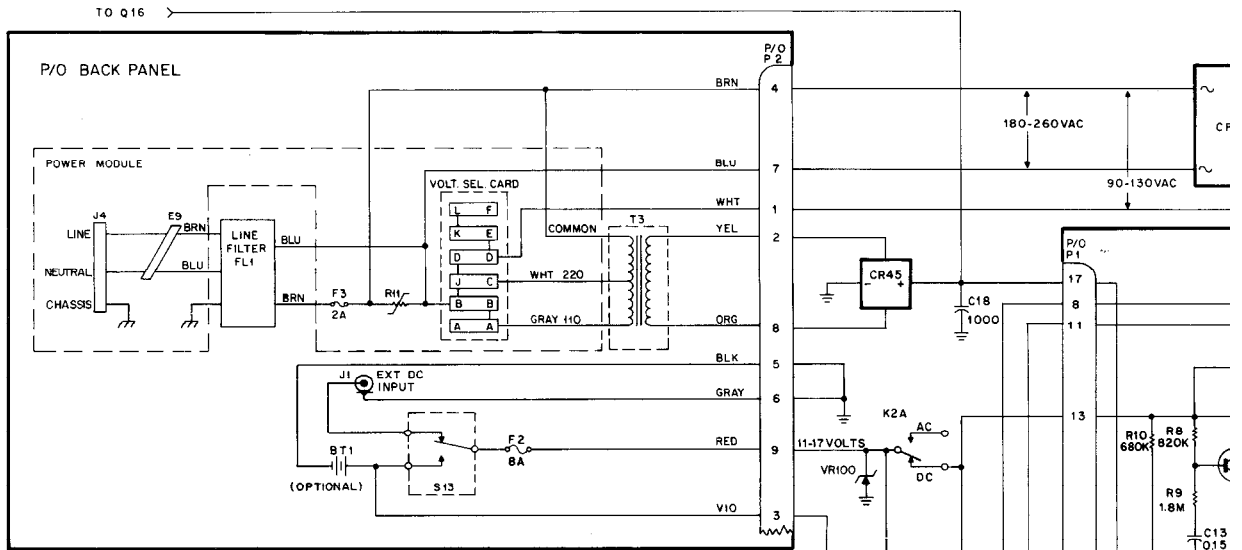 TO Q16
P/O BACK PANEL
P/O
P2
BRN
4
180-260VAC
90-130VAC
POWER MODULE
BLU
7
VOLT. SEL. CARD
WHT
1
J4
E9
L F
K E
D D
J C
B B
A A
LINE
BRN
LINE
FILTER
FL1
BLU
COMMON
T3
YEL
2
NEUTRAL
BLU
WHT 220
CR45
- +
CHASSIS
BRN
F3
2A
R11
GRAY 110
ORG
8
C18
1000
P/O
P1
17
8
11
13
BLK
5
J1
EXT DC
INPUT
GRAY
6
K2A
AC
DC
BT1
(OPTIONAL)
S13
F2
8A
RED
9
11-17 VOLTS
VR100
R10
680K
R8
820K
R9
1.8M
C13
0.15
VIO
3